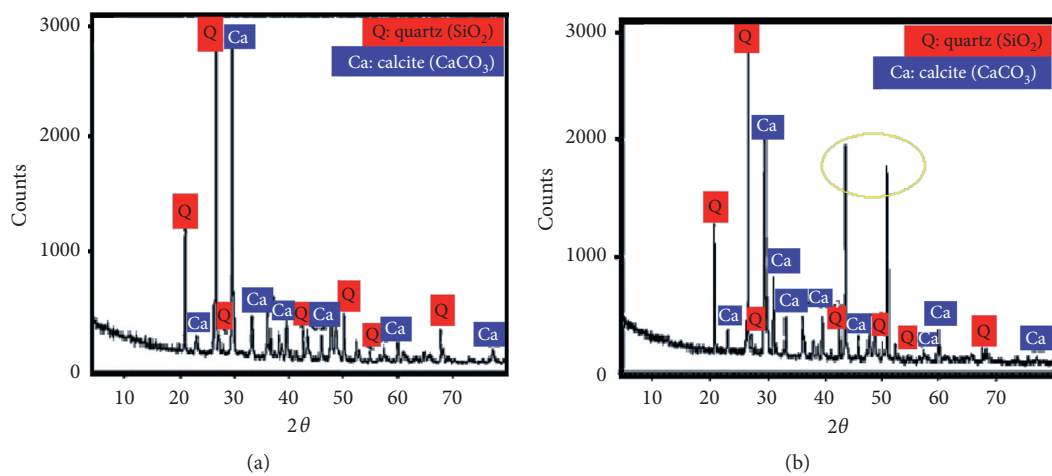 3000
2000
1000
0
Counts
10 20 30 40 50 60 70
2θ
Q: quartz (SiO₂)
Ca: calcite (CaCO₃)
Q
Ca
Q
Ca
Q
Ca
Ca
Q
Ca
Q
Q
Ca
Q
Ca
(a)
3000
2000
1000
0
Counts
10 20 30 40 50 60 70
2θ
Q: quartz (SiO₂)
Ca: calcite (CaCO₃)
Q
Ca
Q
Ca
Ca
Q
Ca
Ca
Q
Ca
Q
Q
Ca
Ca
Q
Ca
(b)